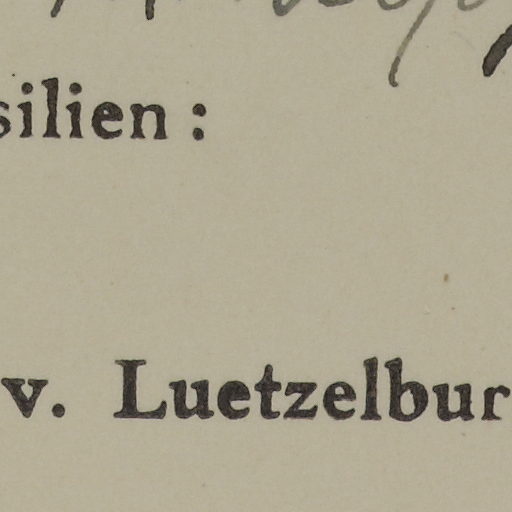 silien :
v. Luetzelbur